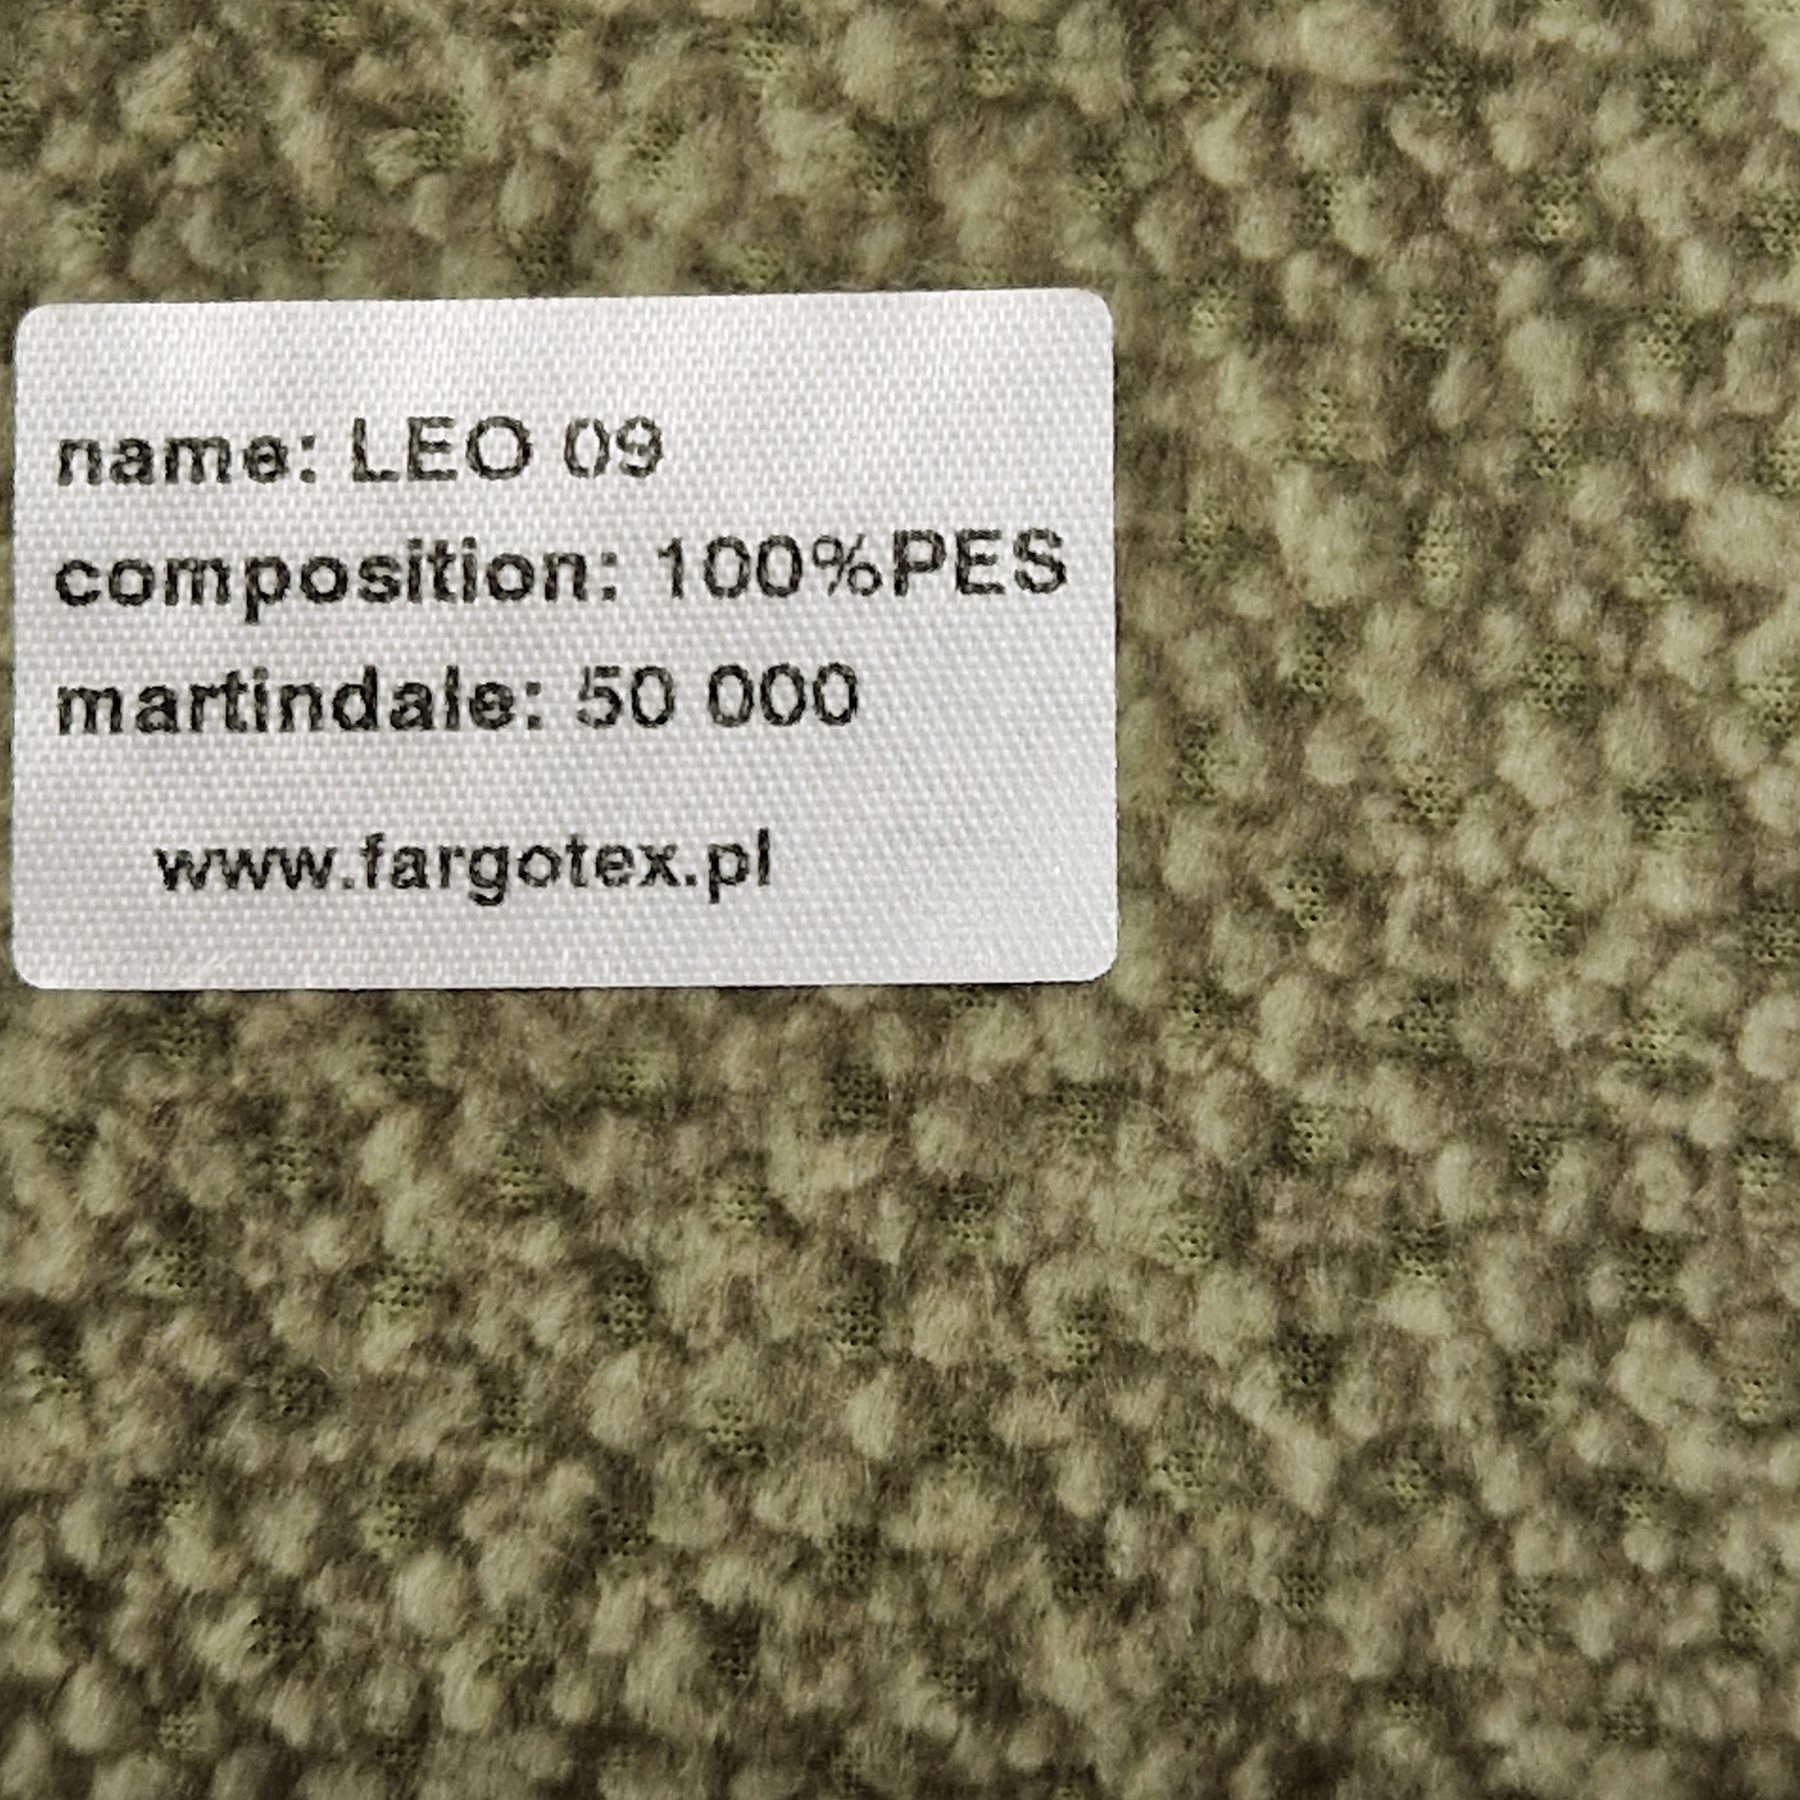 name: LEO 09
composition: 100%PES
martindale: 50 000
www.fargotex.pl